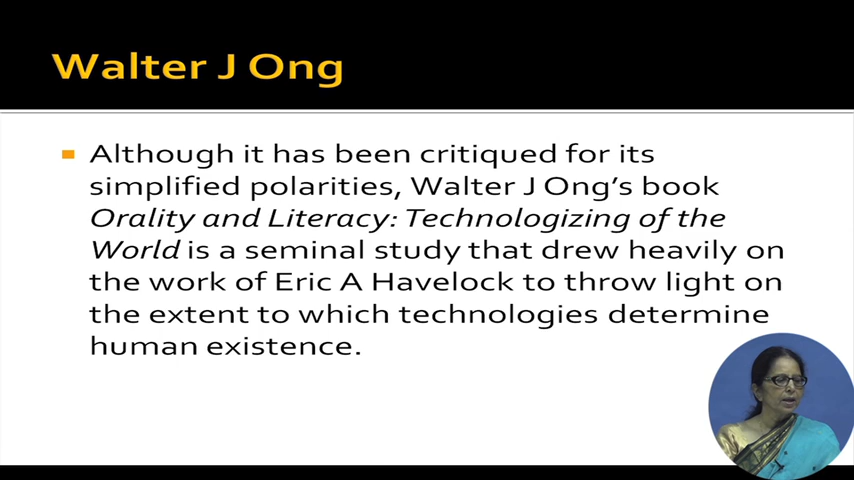 Walter J Ong
Although it has been critiqued for its
simplified polarities, Walter J Ong's book
Orality and Literacy: Technologizing of the
World is a seminal study that drew heavily on
the work of Eric A Havelock to throw light on
the extent to which technologies determine
human existence.